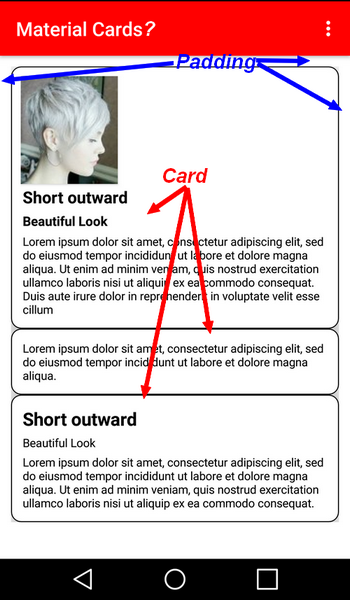 Material Cards?
Padding
Card
Short outward
Beautiful Look
Lorem ipsum dolor sit amet, consectetur adipiscing elit, sed
do eiusmod tempor incididunt ut labore et dolore magna
aliqua. Ut enim ad minim veniam, quis nostrud exercitation
ullamco laboris nisi ut aliquip ex ea commodo consequat.
Duis aute irure dolor in reprehenderit in voluptate velit esse
cillum
Lorem ipsum dolor sit amet, consectetur adipiscing elit, sed
do eiusmod tempor incididunt ut labore et dolore magna
aliqua.
Short outward
Beautiful Look
Lorem ipsum dolor sit amet, consectetur adipiscing elit, sed
do eiusmod tempor incididunt ut labore et dolore magna
aliqua. Ut enim ad minim veniam, quis nostrud exercitation
ullamco laboris nisi ut aliquip ex ea commodo consequat.